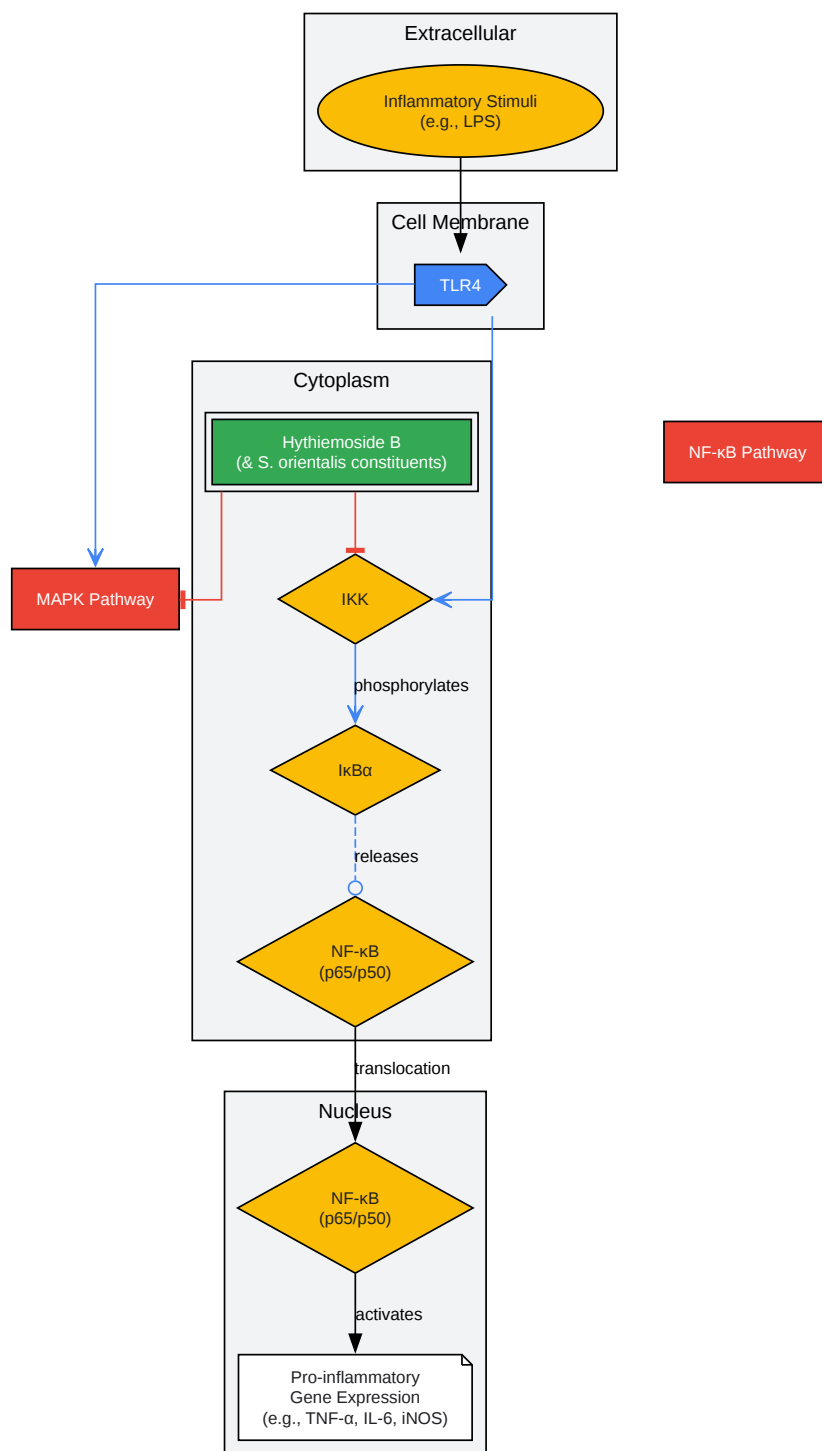 Extracellular
Inflammatory Stimuli
(e.g., LPS)
Cell Membrane
TLR4
Cytoplasm
Hythiemoside B
(& S. orientalis constituents)
NF-κB Pathway
MAPK Pathway
IKK
phosphorylates
IκBα
releases
NF-κB
(p65/p50)
translocation
Nucleus
NF-κB
(p65/p50)
activates
Pro-inflammatory
Gene Expression
(e.g., TNF-α, IL-6, iNOS)